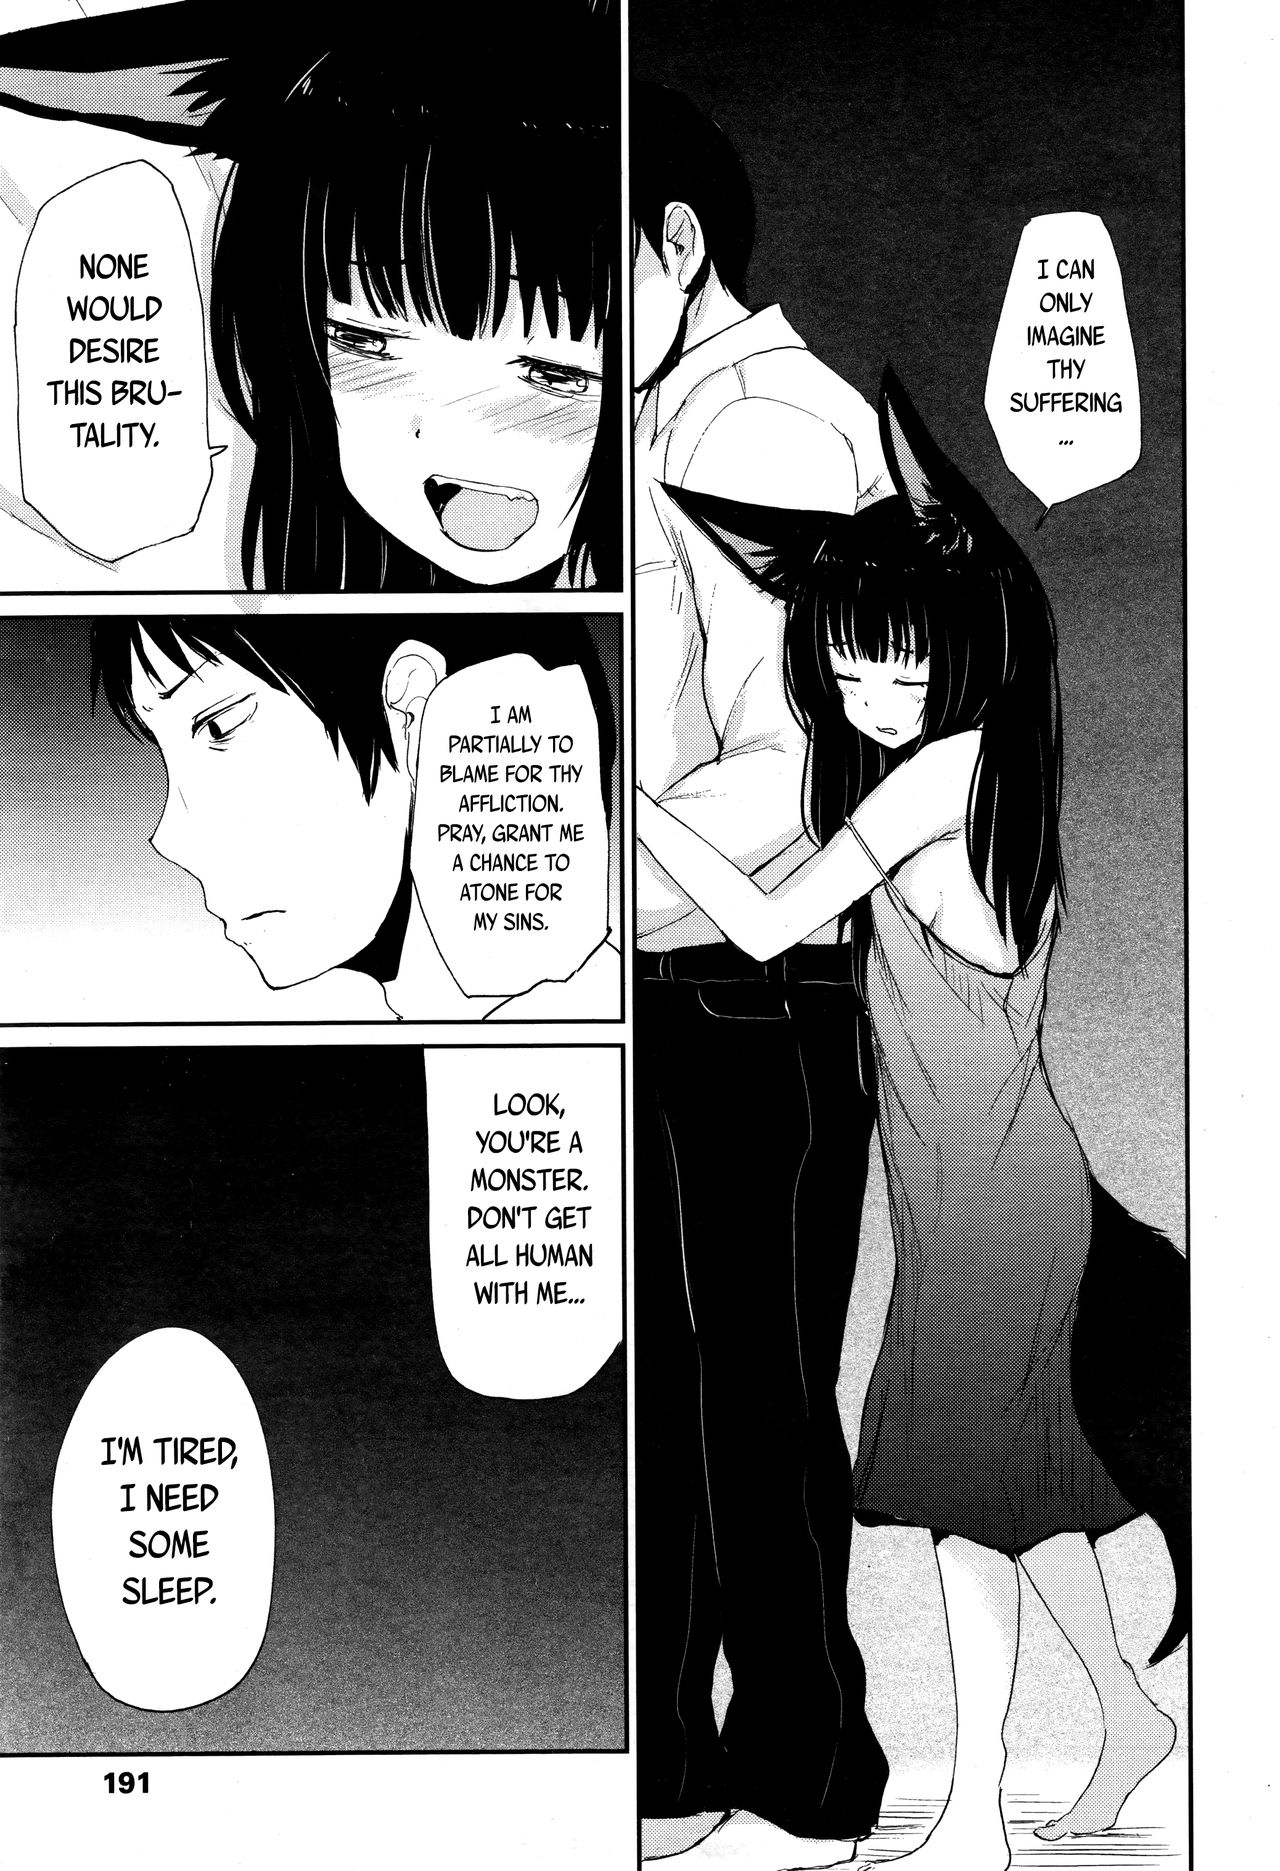 I CAN
ONLY
IMAGINE
THY
SUFFERING
...
NONE
WOULD
DESIRE
THIS BRU-
TALITY.
I AM
PARTIALLY TO
BLAME FOR THY
AFFLICTION.
PRAY, GRANT ME
A CHANCE TO
ATONE FOR
MY SINS.
LOOK,
YOU'RE A
MONSTER.
DON'T GET
ALL HUMAN
WITH ME...
I'M TIRED,
I NEED
SOME
SLEEP.
191